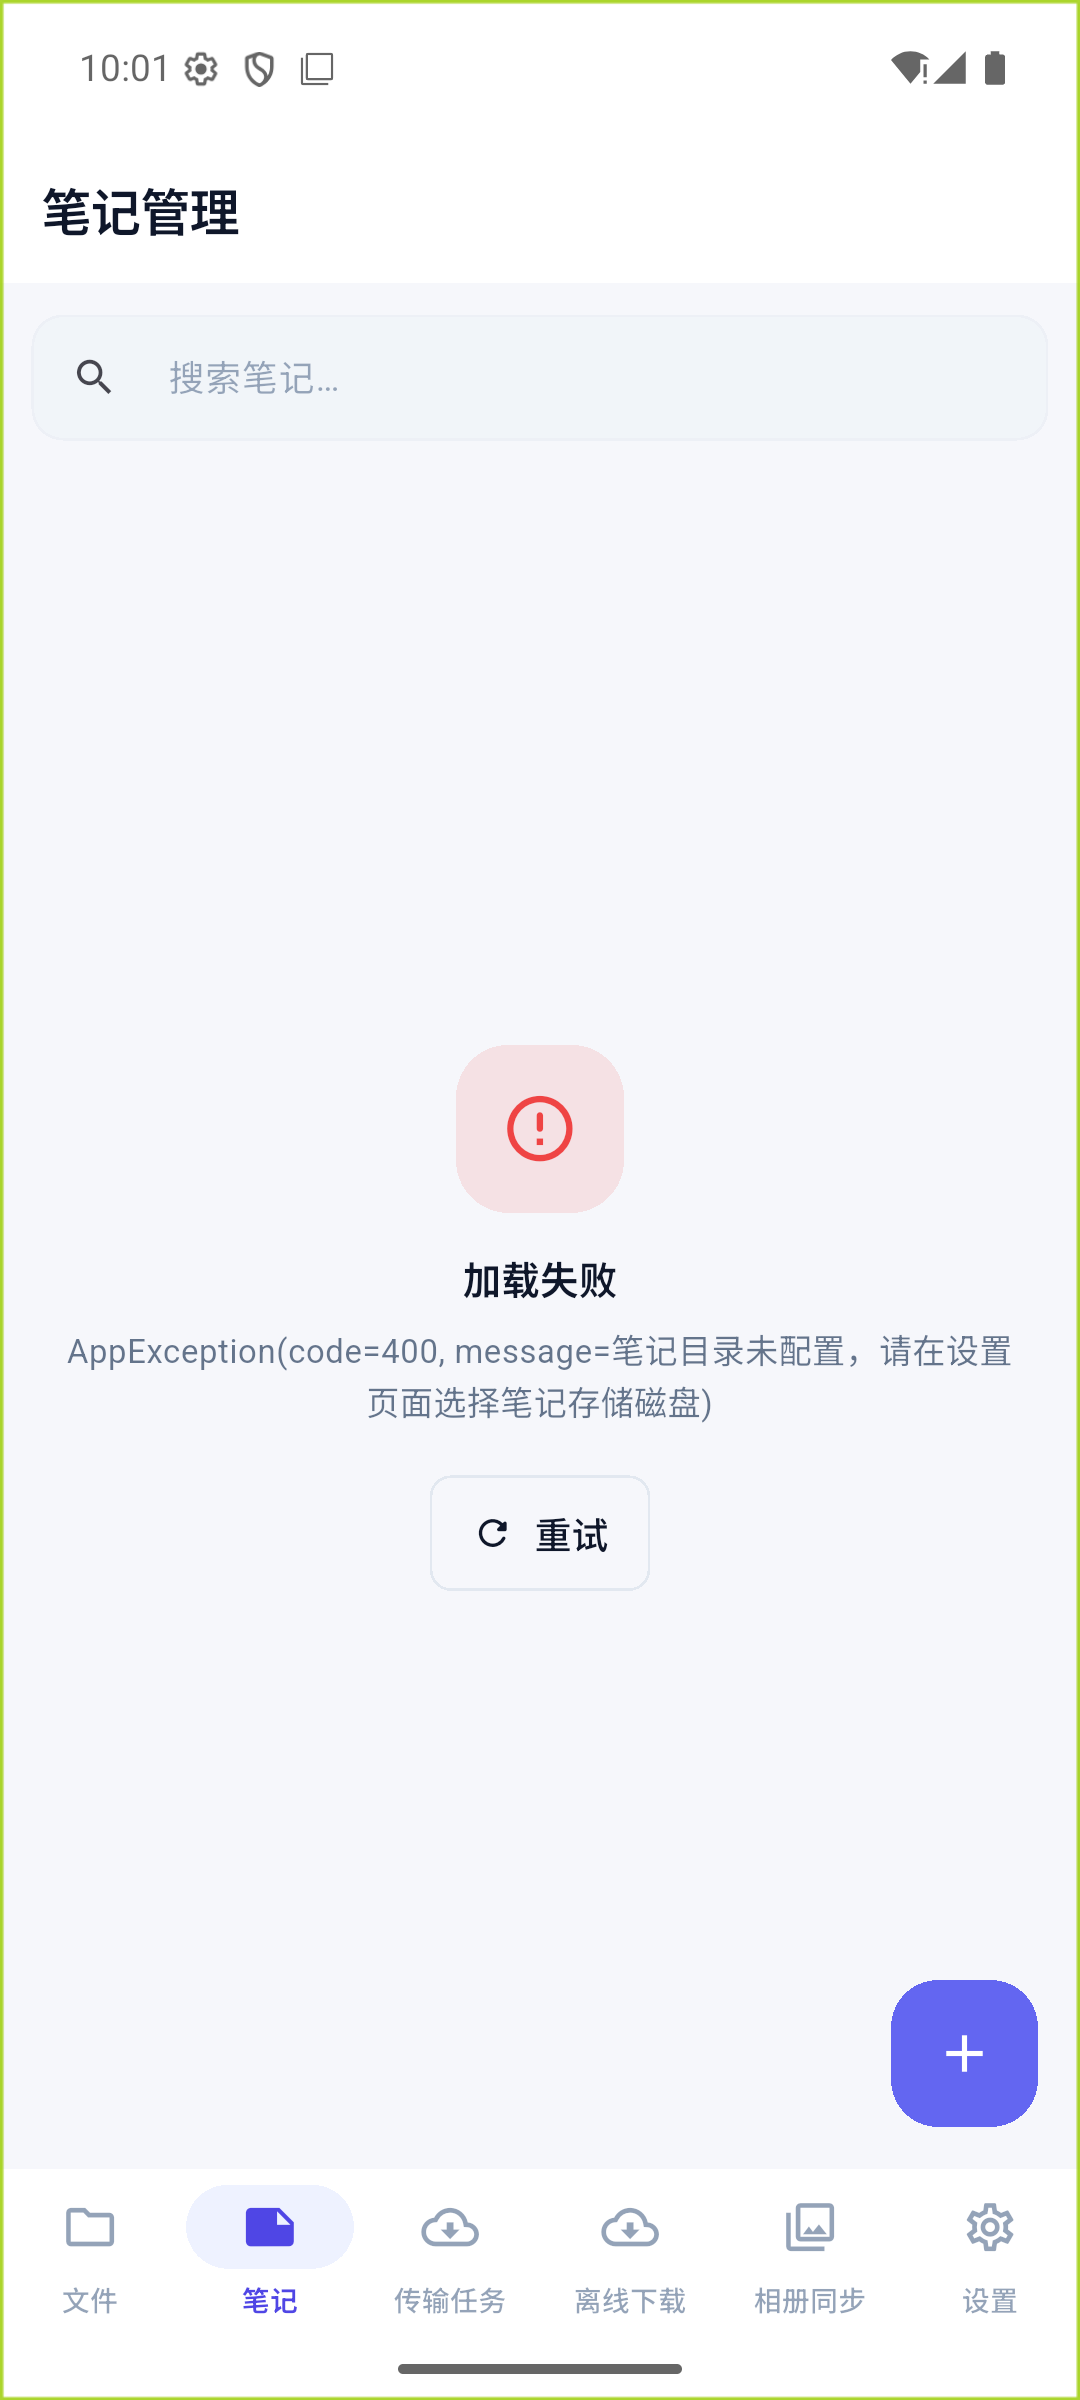 10:01
笔记管理
搜索笔记...
加载失败
AppException(code=400, message=笔记目录未配置，请在设置
页面选择笔记存储磁盘)
重试
文件
笔记
传输任务
离线下载
相册同步
设置